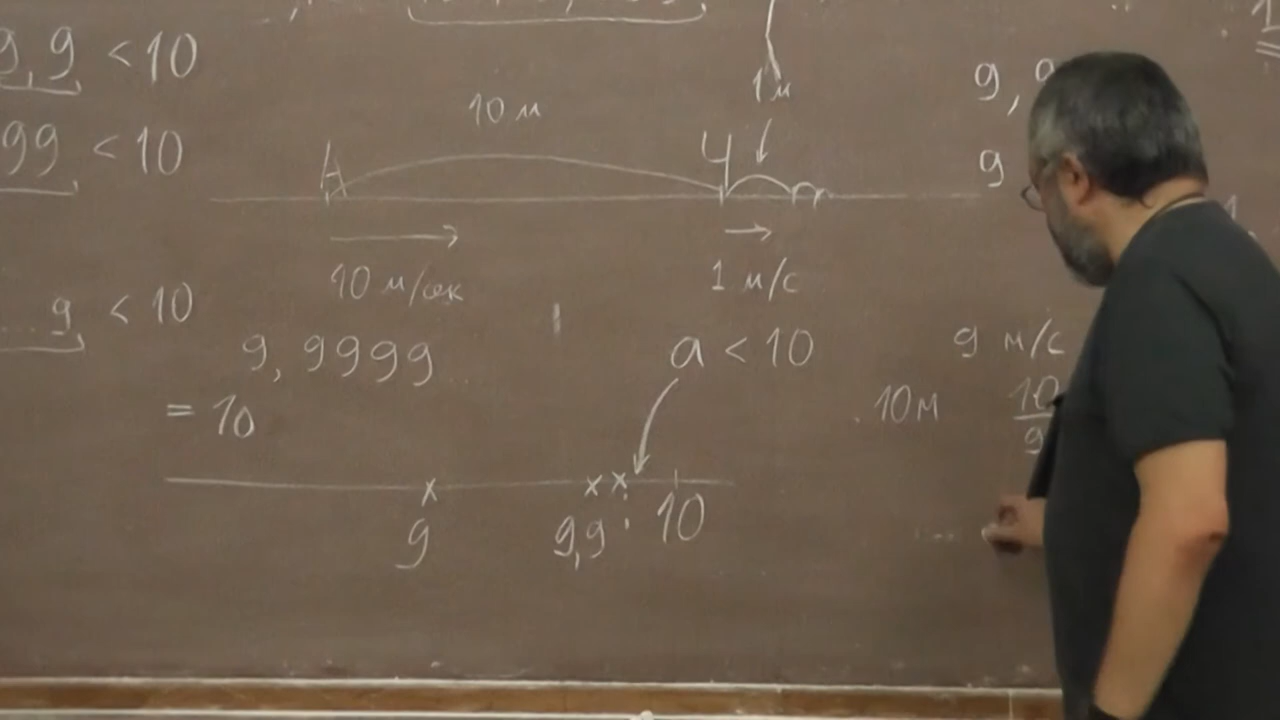 9,9 < 10
1 м
10 м
9,9
99 < 10
А
Ч
9
10 м/сек
1 м/с
... 9 < 10
9,9999...
a < 10
9 м/с
= 10
10 м
10
9
9
9,9
10